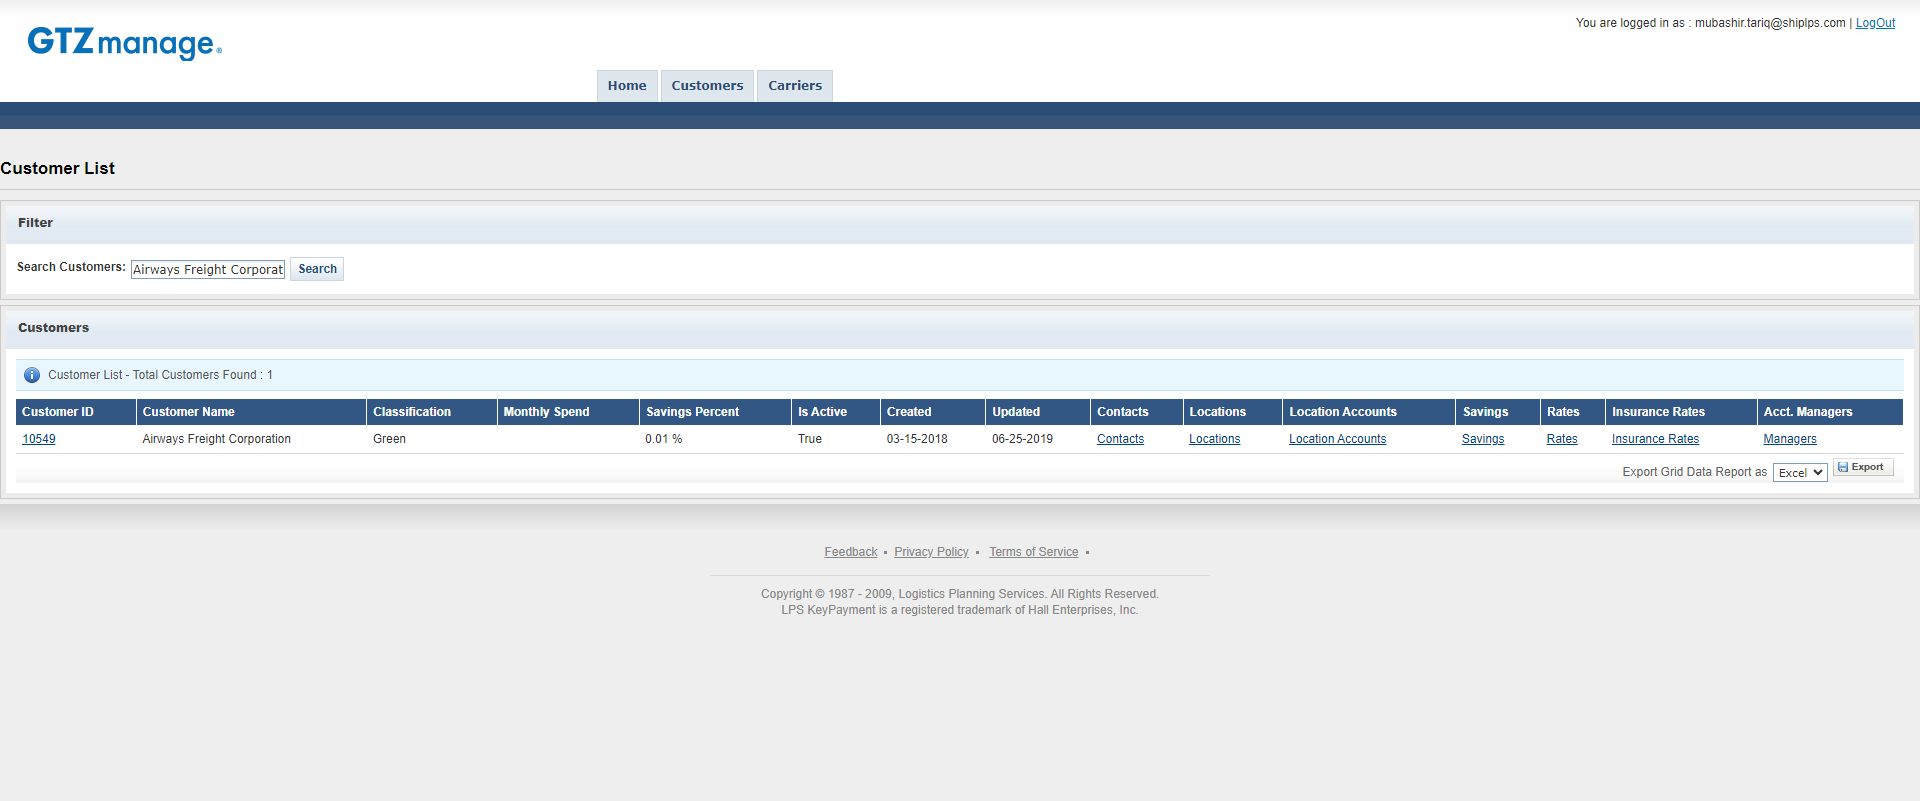 You are logged in as : mubashir.tariq@shiplps.com | LogOut
GTZmanage®
Home Customers Carriers
Customer List
Filter
Search Customers: Airways Freight Corporat Search
Customers
Customer List - Total Customers Found : 1
Customer ID Customer Name Classification Monthly Spend Savings Percent Is Active Created Updated Contacts Locations Location Accounts Savings Rates Insurance Rates Acct. Managers
10549 Airways Freight Corporation Green 0.01 % True 03-15-2018 06-25-2019 Contacts Locations Location Accounts Savings Rates Insurance Rates Managers
Export Grid Data Report as Excel Export
Feedback ▪ Privacy Policy ▪ Terms of Service ▪
Copyright © 1987 - 2009, Logistics Planning Services. All Rights Reserved.
LPS KeyPayment is a registered trademark of Hall Enterprises, Inc.